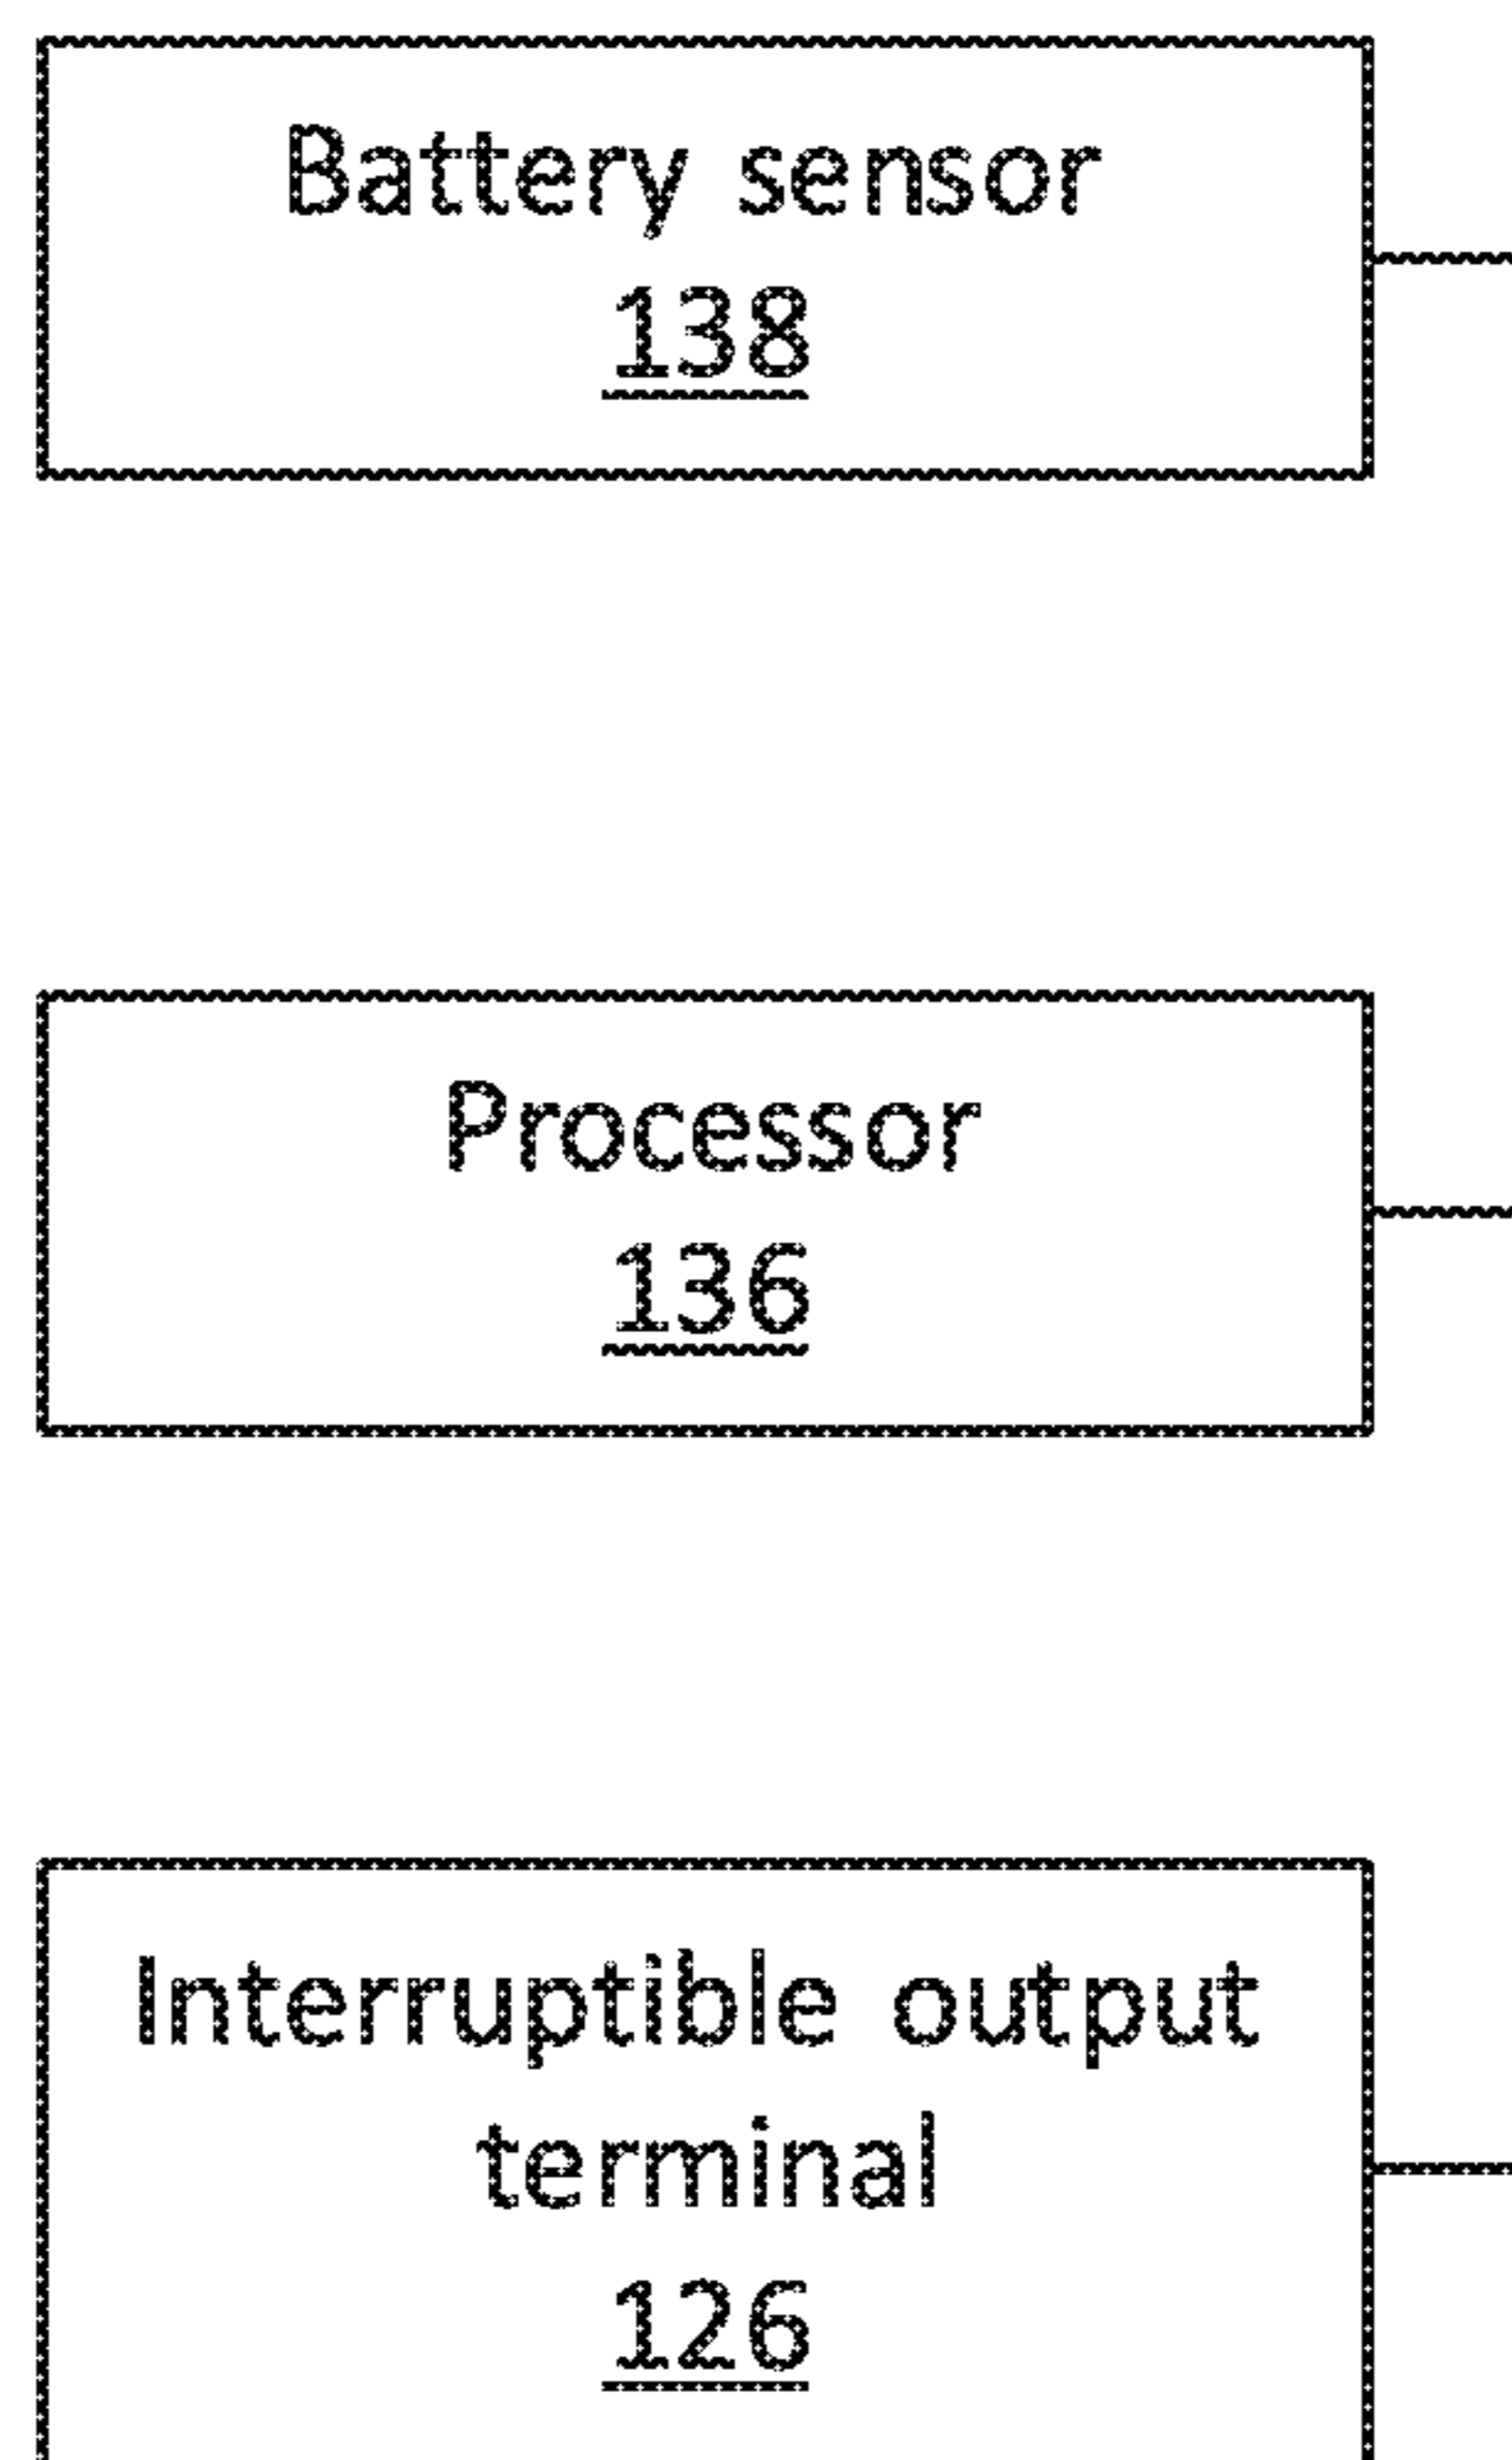 Battery sensor
138
Processor
136
Interruptible output
terminal
126